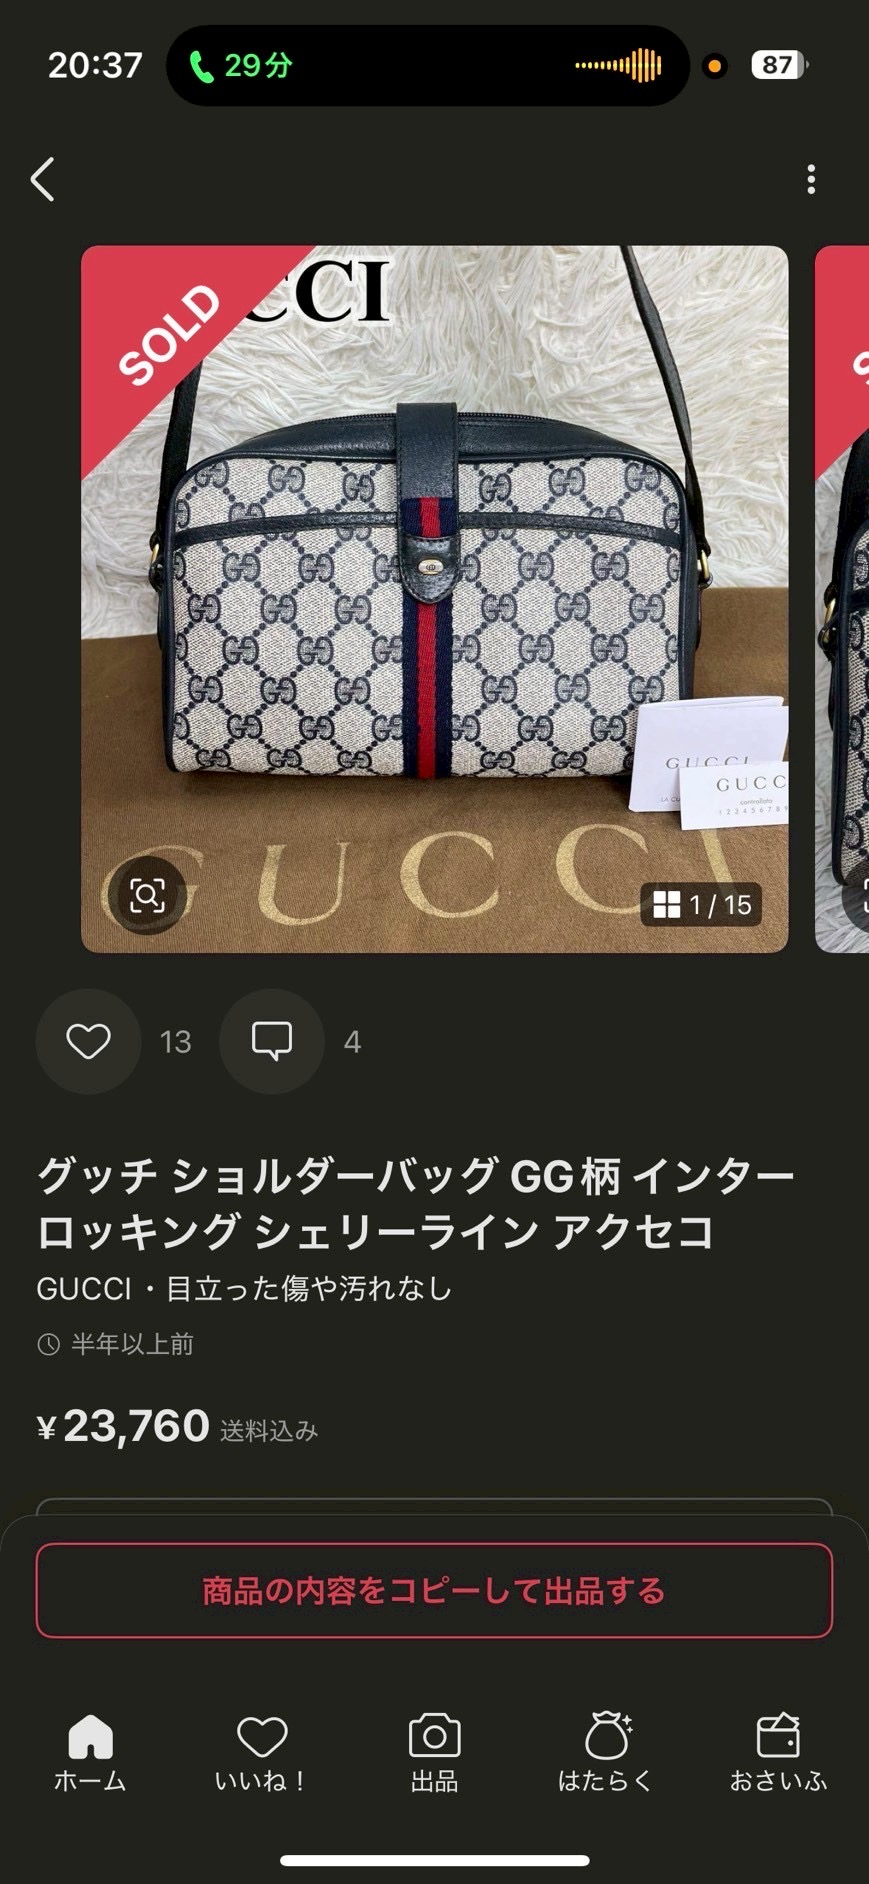 20:37
29分
87
SOLD
CCI
GUCCI
GUCC
controllato
GUCCI
1 / 15
13
4
グッチ ショルダーバッグ GG柄 インター
ロッキング シェリーライン アクセコ
GUCCI・目立った傷や汚れなし
半年以上前
¥23,760 送料込み
商品の内容をコピーして出品する
ホーム
いいね！
出品
はたらく
おさいふ